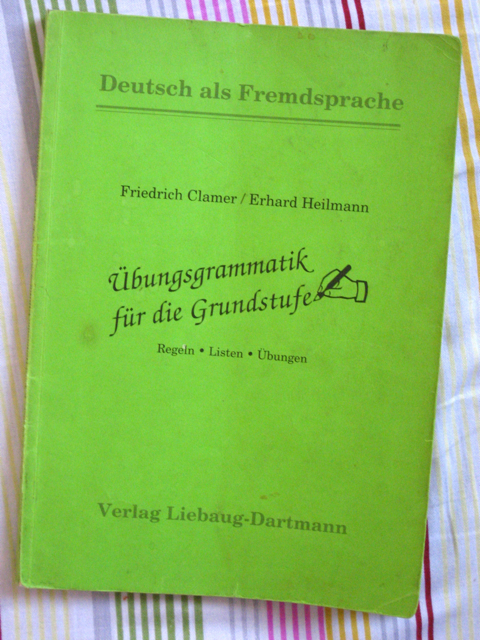 Deutsch als Fremdsprache
Friedrich Clamer / Erhard Heilmann
Übungsgrammatik
für die Grundstufe
Regeln • Listen • Übungen
Verlag Liebaug-Dartmann